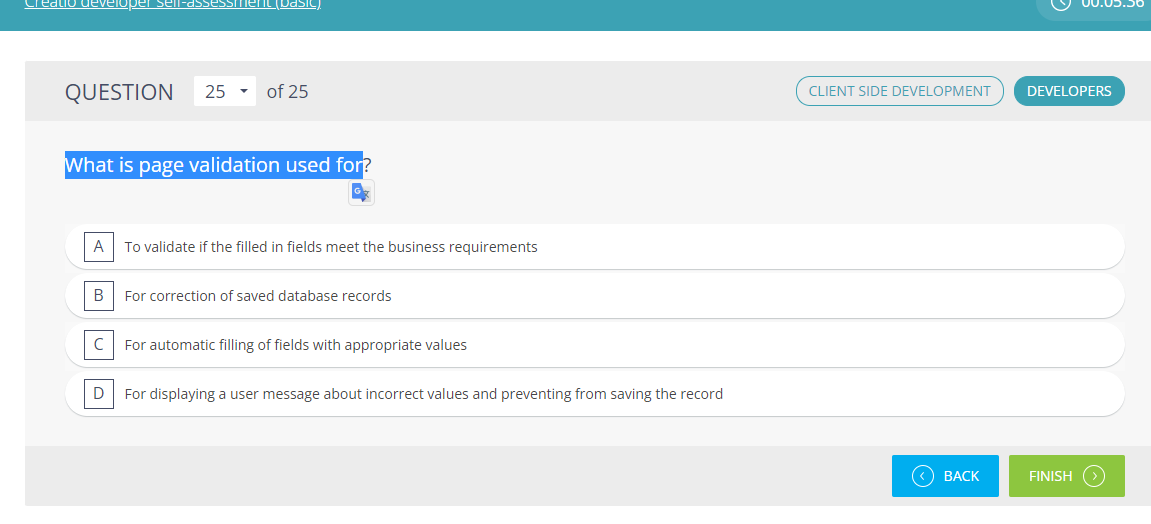 Creatio developer self-assessment (basic)
00:05:36
QUESTION 25 of 25
CLIENT SIDE DEVELOPMENT
DEVELOPERS
What is page validation used for?
A To validate if the filled in fields meet the business requirements
B For correction of saved database records
C For automatic filling of fields with appropriate values
D For displaying a user message about incorrect values and preventing from saving the record
BACK
FINISH